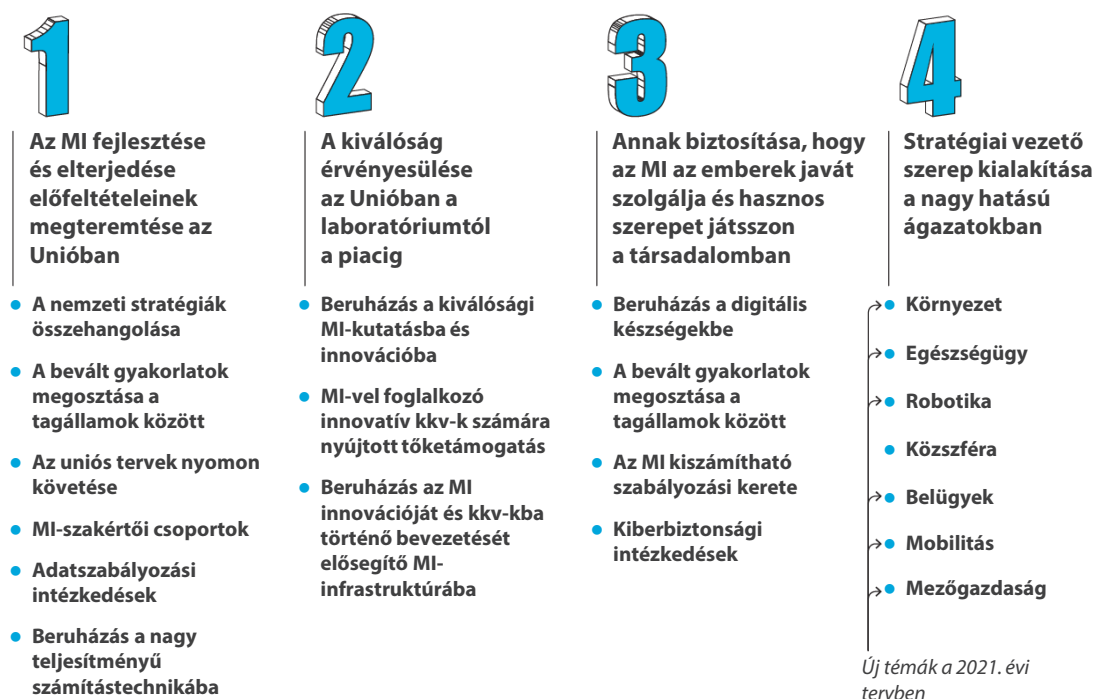 1
Az MI fejlesztése
és elterjedése
előfeltételeinek
megteremtése az
Unióban
• A nemzeti stratégiák
összehangolása
• A bevált gyakorlatok
megosztása a
tagállamok között
• Az uniós tervek nyomon
követése
• MI-szakértői csoportok
• Adatszabályozási
intézkedések
• Beruházás a nagy
teljesítményű
számítástechnikába
2
A kiválóság
érvényesülése
az Unióban a
laboratóriumtól
a piacig
• Beruházás a kiválósági
MI-kutatásba és
innovációba
• MI-vel foglalkozó
innovatív kkv-k számára
nyújtott tőketámogatás
• Beruházás az MI
innovációját és kkv-kba
történő bevezetését
elősegítő MI-
infrastruktúrába
3
Annak biztosítása, hogy
az MI az emberek javát
szolgálja és hasznos
szerepet játsszon
a társadalomban
• Beruházás a digitális
készségekbe
• A bevált gyakorlatok
megosztása a
tagállamok között
• Az MI kiszámítható
szabályozási kerete
• Kiberbiztonsági
intézkedések
4
Stratégiai vezető
szerep kialakítása
a nagy hatású
ágazatokban
• Környezet
• Egészségügy
• Robotika
• Közszféra
• Belügyek
• Mobilitás
• Mezőgazdaság
Új témák a 2021. évi
tervben